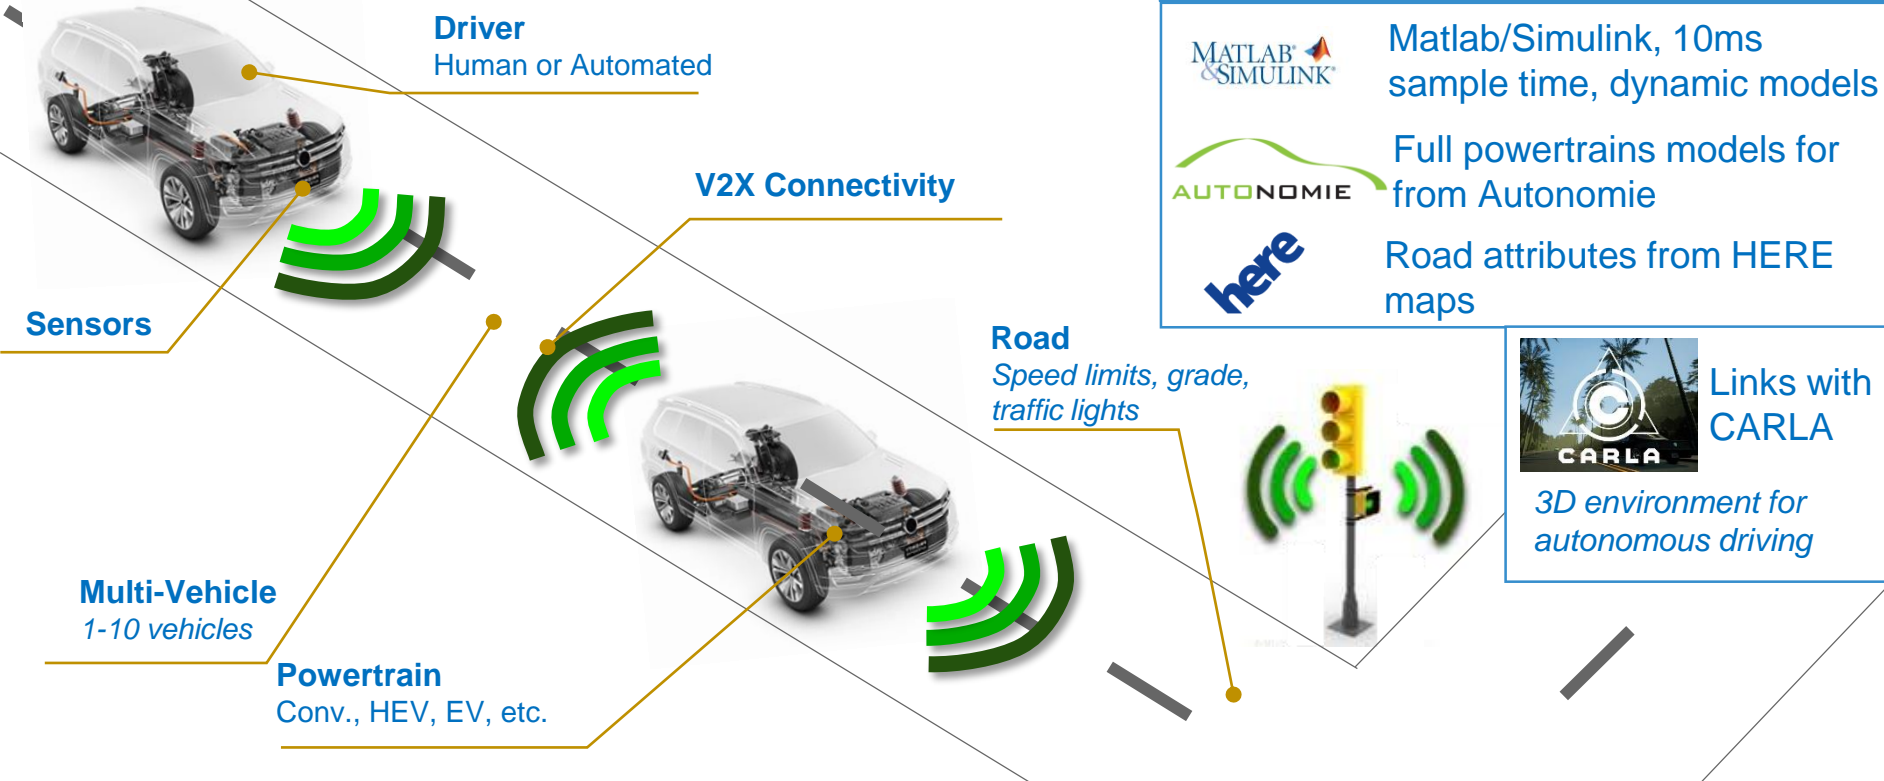 Driver
Human or Automated
V2X Connectivity
Sensors
Road
Speed limits, grade,
traffic lights
Multi-Vehicle
1-10 vehicles
Powertrain
Conv., HEV, EV, etc.
MATLAB®
&SIMULINK®
Matlab/Simulink, 10ms
sample time, dynamic models
AUTONOMIE
Full powertrains models for
from Autonomie
here
Road attributes from HERE
maps
C
CARLA
Links with
CARLA
3D environment for
autonomous driving